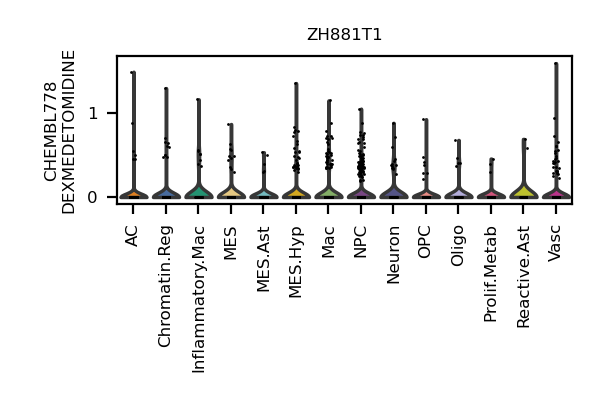 ZH881T1
CHEMBL778
DEXMEDETOMIDINE
1
0
AC
Chromatin.Reg
Inflammatory.Mac
MES
MES.Ast
MES.Hyp
Mac
NPC
Neuron
OPC
Oligo
Prolif.Metab
Reactive.Ast
Vasc